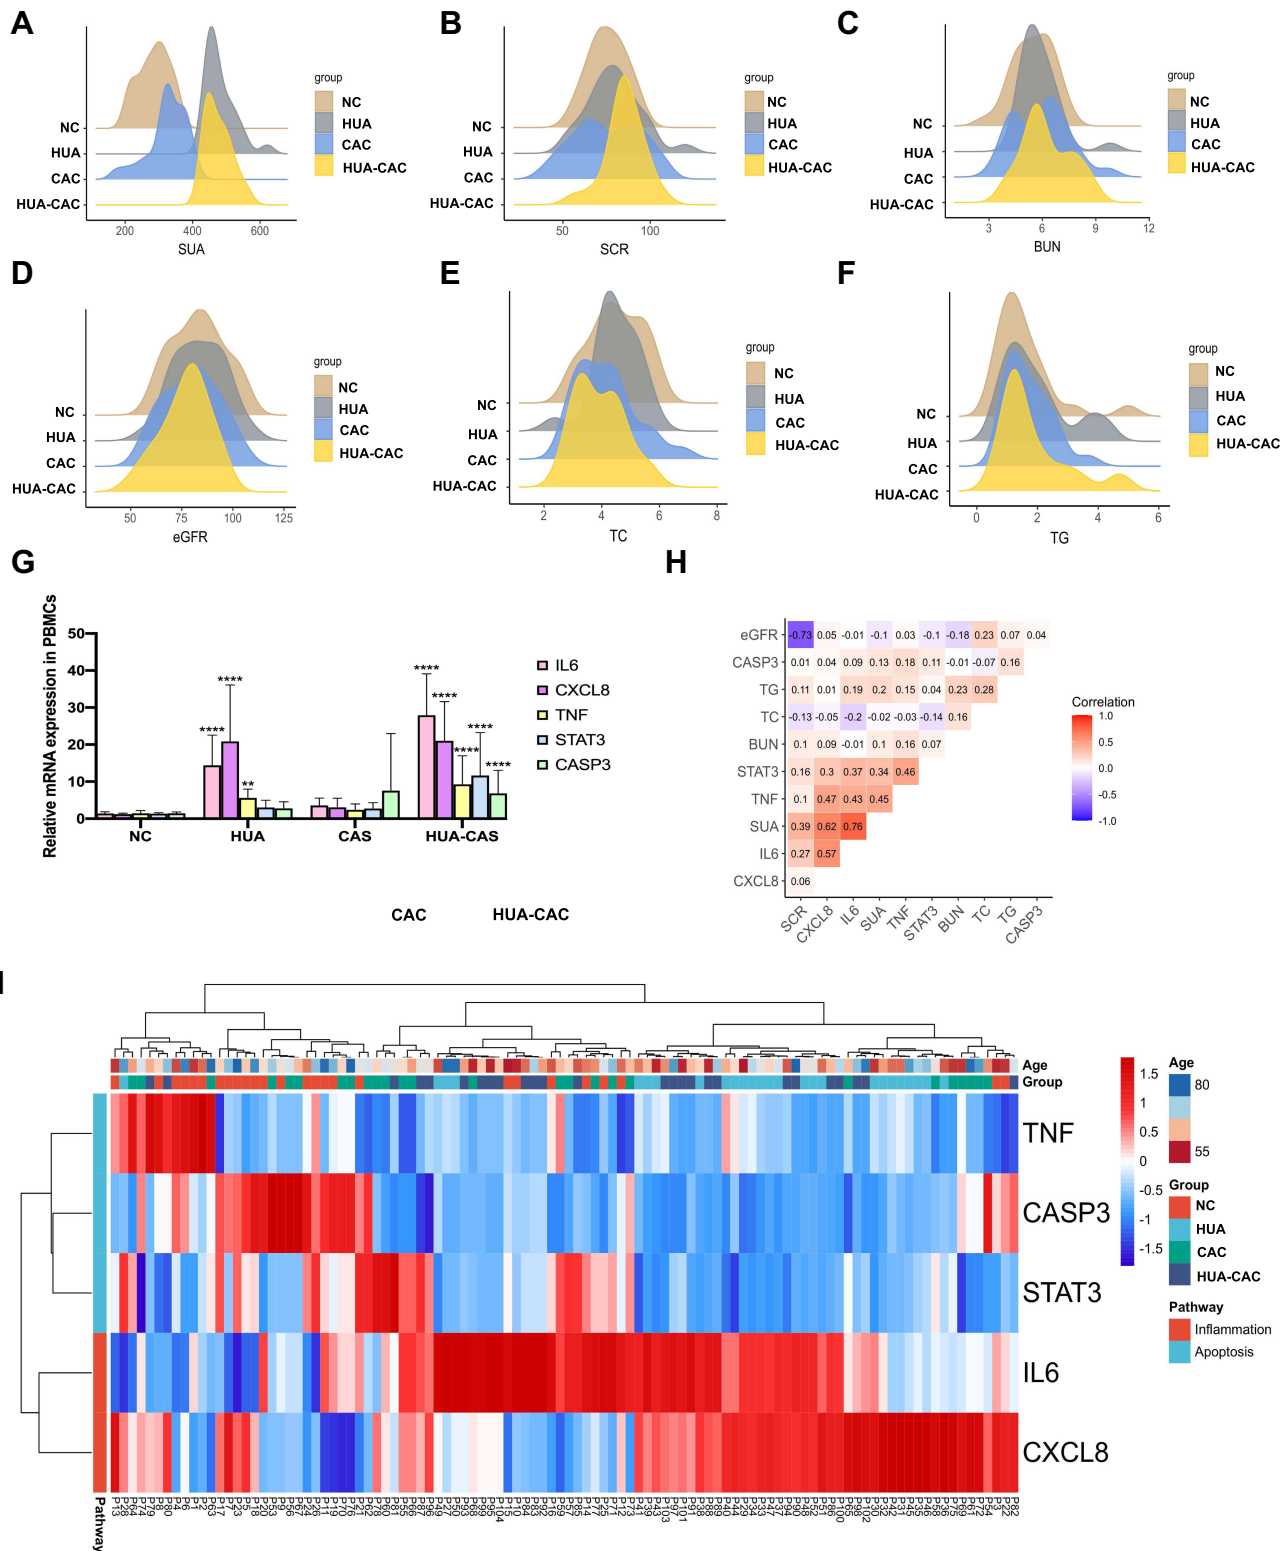 A
group
NC
HUA
CAC
HUA-CAC
NC
HUA
CAC
HUA-CAC
200 400 600
SUA
B
group
NC
HUA
CAC
HUA-CAC
NC
HUA
CAC
HUA-CAC
50 100
SCR
C
group
NC
HUA
CAC
HUA-CAC
NC
HUA
CAC
HUA-CAC
3 6 9 12
BUN
D
group
NC
HUA
CAC
HUA-CAC
NC
HUA
CAC
HUA-CAC
50 75 100 125
eGFR
E
group
NC
HUA
CAC
HUA-CAC
NC
HUA
CAC
HUA-CAC
2 4 6 8
TC
F
group
NC
HUA
CAC
HUA-CAC
NC
HUA
CAC
HUA-CAC
0 2 4 6
TG
G
Relative mRNA expression in PBMCs
50
40
30
20
10
0
**** **** ** **** **** **** **** ****
NC HUA CAS HUA-CAS
IL6
CXCL8
TNF
STAT3
CASP3
CAC HUA-CAC
H
eGFR -0.73 0.05 -0.01 -0.1 0.03 -0.1 -0.18 0.23 0.07 0.04
CASP3 0.01 0.04 0.09 0.13 0.18 0.11 -0.01 -0.07 0.16
TG 0.11 0.01 0.19 0.2 0.15 0.04 0.23 0.28
TC -0.13 -0.05 -0.2 -0.02 -0.03 -0.14 0.16
BUN 0.1 0.09 -0.01 0.1 0.16 0.07
STAT3 0.16 0.3 0.37 0.34 0.46
TNF 0.1 0.47 0.43 0.45
SUA 0.39 0.62 0.76
IL6 0.27 0.57
CXCL8 0.06
SCR CXCL8 IL6 SUA TNF STAT3 BUN TC TG CASP3
Correlation
1.0
0.5
0.0
-0.5
-1.0
I
Age
Group
TNF
CASP3
STAT3
IL6
CXCL8
Pathway
1.5
1
0.5
0
-0.5
-1
-1.5
Age
80
55
Group
NC
HUA
CAC
HUA-CAC
Pathway
Inflammation
Apoptosis